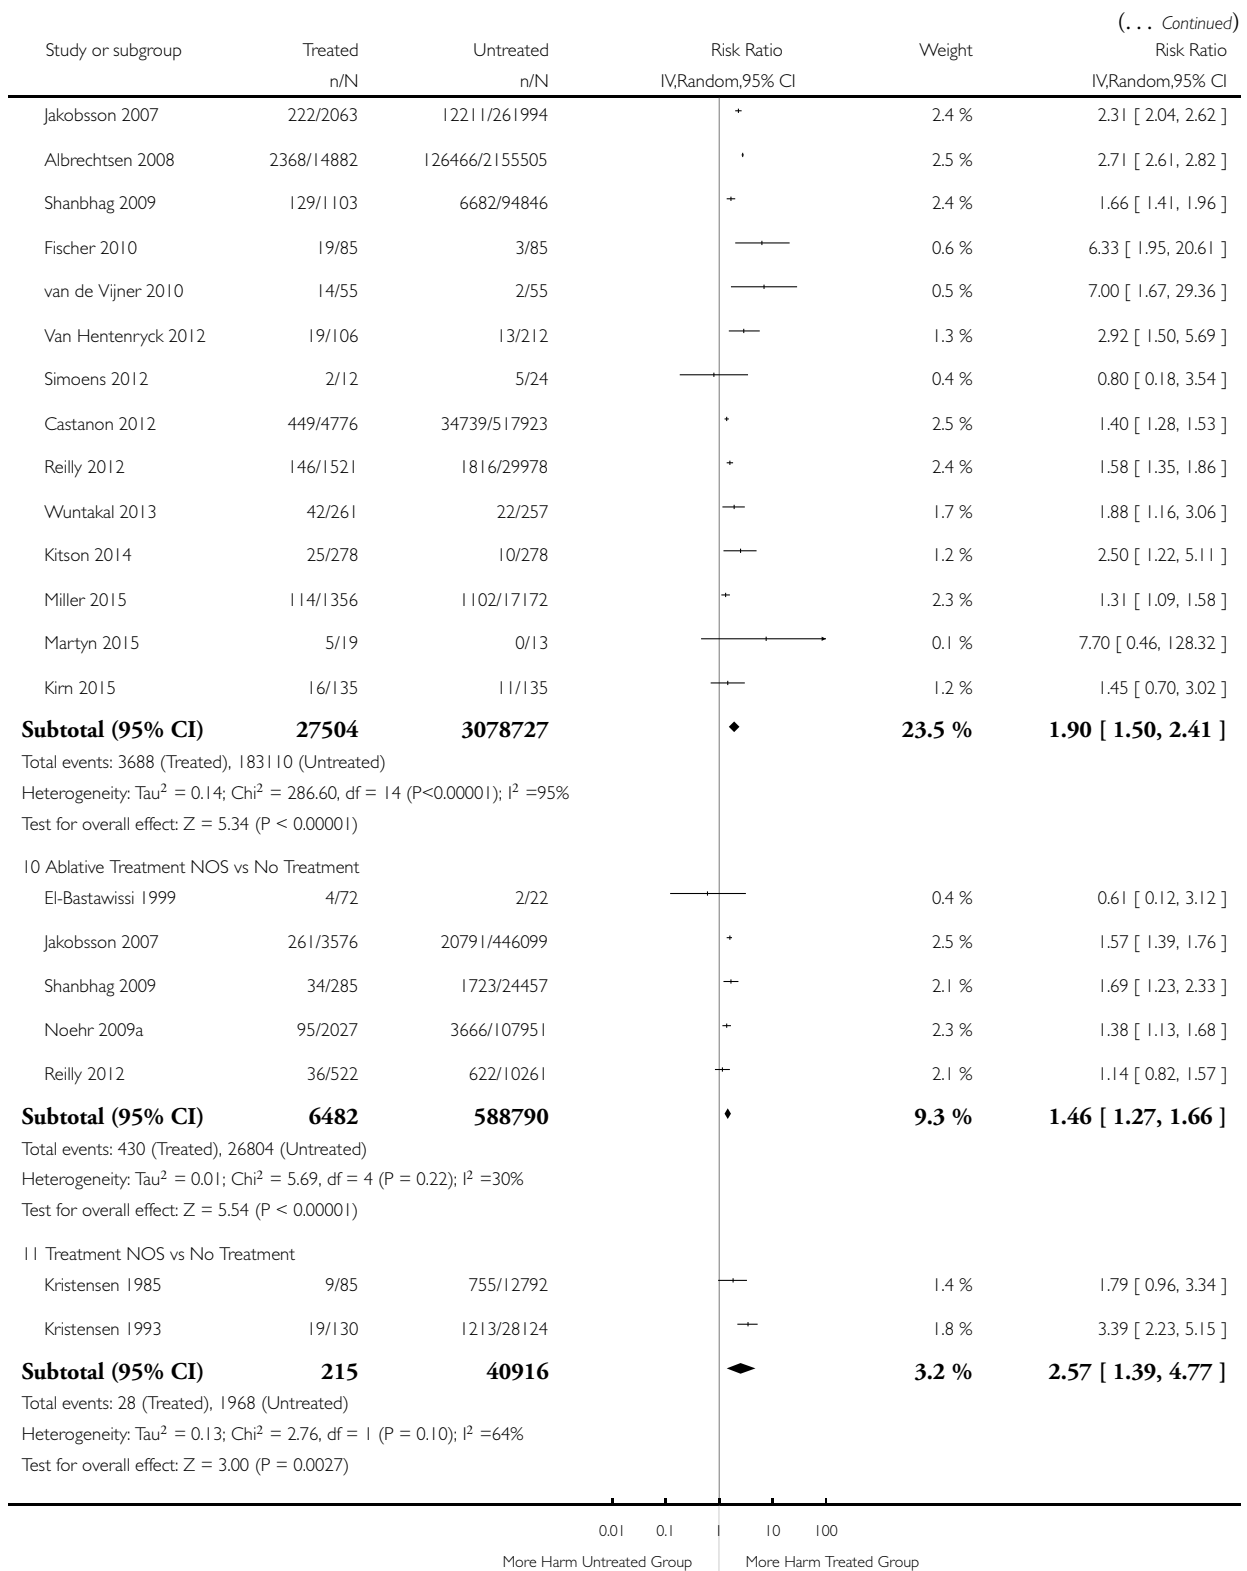 (. . . Continued)
Study or subgroup Treated Untreated Risk Ratio Weight Risk Ratio
n/N n/N IV,Random,95% CI IV,Random,95% CI
Jakobsson 2007 222/2063 12211/261994 2.4 % 2.31 [ 2.04, 2.62 ]
Albrechtsen 2008 2368/14882 126466/2155505 2.5 % 2.71 [ 2.61, 2.82 ]
Shanbhag 2009 129/1103 6682/94846 2.4 % 1.66 [ 1.41, 1.96 ]
Fischer 2010 19/85 3/85 0.6 % 6.33 [ 1.95, 20.61 ]
van de Vijner 2010 14/55 2/55 0.5 % 7.00 [ 1.67, 29.36 ]
Van Hentenryck 2012 19/106 13/212 1.3 % 2.92 [ 1.50, 5.69 ]
Simoens 2012 2/12 5/24 0.4 % 0.80 [ 0.18, 3.54 ]
Castanon 2012 449/4776 34739/517923 2.5 % 1.40 [ 1.28, 1.53 ]
Reilly 2012 146/1521 1816/29978 2.4 % 1.58 [ 1.35, 1.86 ]
Wuntakal 2013 42/261 22/257 1.7 % 1.88 [ 1.16, 3.06 ]
Kitson 2014 25/278 10/278 1.2 % 2.50 [ 1.22, 5.11 ]
Miller 2015 114/1356 1102/17172 2.3 % 1.31 [ 1.09, 1.58 ]
Martyn 2015 5/19 0/13 0.1 % 7.70 [ 0.46, 128.32 ]
Kirn 2015 16/135 11/135 1.2 % 1.45 [ 0.70, 3.02 ]
Subtotal (95% CI) 27504 3078727 23.5 % 1.90 [ 1.50, 2.41 ]
Total events: 3688 (Treated), 183110 (Untreated)
Heterogeneity: Tau² = 0.14; Chi² = 286.60, df = 14 (P<0.00001); I² =95%
Test for overall effect: Z = 5.34 (P < 0.00001)
10 Ablative Treatment NOS vs No Treatment
El-Bastawissi 1999 4/72 2/22 0.4 % 0.61 [ 0.12, 3.12 ]
Jakobsson 2007 261/3576 20791/446099 2.5 % 1.57 [ 1.39, 1.76 ]
Shanbhag 2009 34/285 1723/24457 2.1 % 1.69 [ 1.23, 2.33 ]
Noehr 2009a 95/2027 3666/107951 2.3 % 1.38 [ 1.13, 1.68 ]
Reilly 2012 36/522 622/10261 2.1 % 1.14 [ 0.82, 1.57 ]
Subtotal (95% CI) 6482 588790 9.3 % 1.46 [ 1.27, 1.66 ]
Total events: 430 (Treated), 26804 (Untreated)
Heterogeneity: Tau² = 0.01; Chi² = 5.69, df = 4 (P = 0.22); I² =30%
Test for overall effect: Z = 5.54 (P < 0.00001)
11 Treatment NOS vs No Treatment
Kristensen 1985 9/85 755/12792 1.4 % 1.79 [ 0.96, 3.34 ]
Kristensen 1993 19/130 1213/28124 1.8 % 3.39 [ 2.23, 5.15 ]
Subtotal (95% CI) 215 40916 3.2 % 2.57 [ 1.39, 4.77 ]
Total events: 28 (Treated), 1968 (Untreated)
Heterogeneity: Tau² = 0.13; Chi² = 2.76, df = 1 (P = 0.10); I² =64%
Test for overall effect: Z = 3.00 (P = 0.0027)
0.01 0.1 1 10 100
More Harm Untreated Group More Harm Treated Group